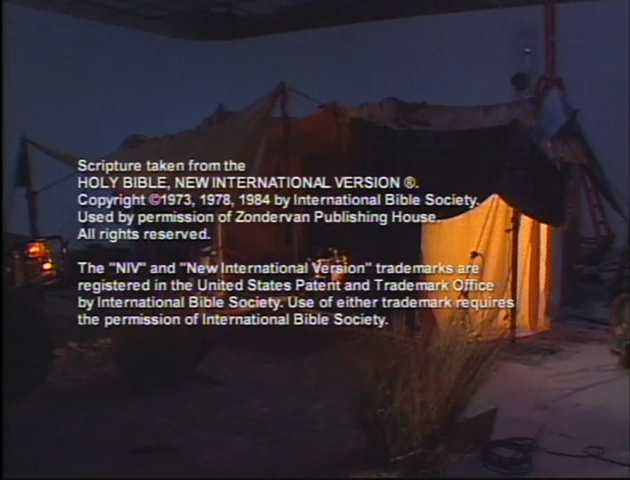 Scripture taken from the
HOLY BIBLE, NEW INTERNATIONAL VERSION ®.
Copyright ©1973, 1978, 1984 by International Bible Society.
Used by permission of Zondervan Publishing House.
All rights reserved.
The "NIV" and "New International Version" trademarks are
registered in the United States Patent and Trademark Office
by International Bible Society. Use of either trademark requires
the permission of International Bible Society.